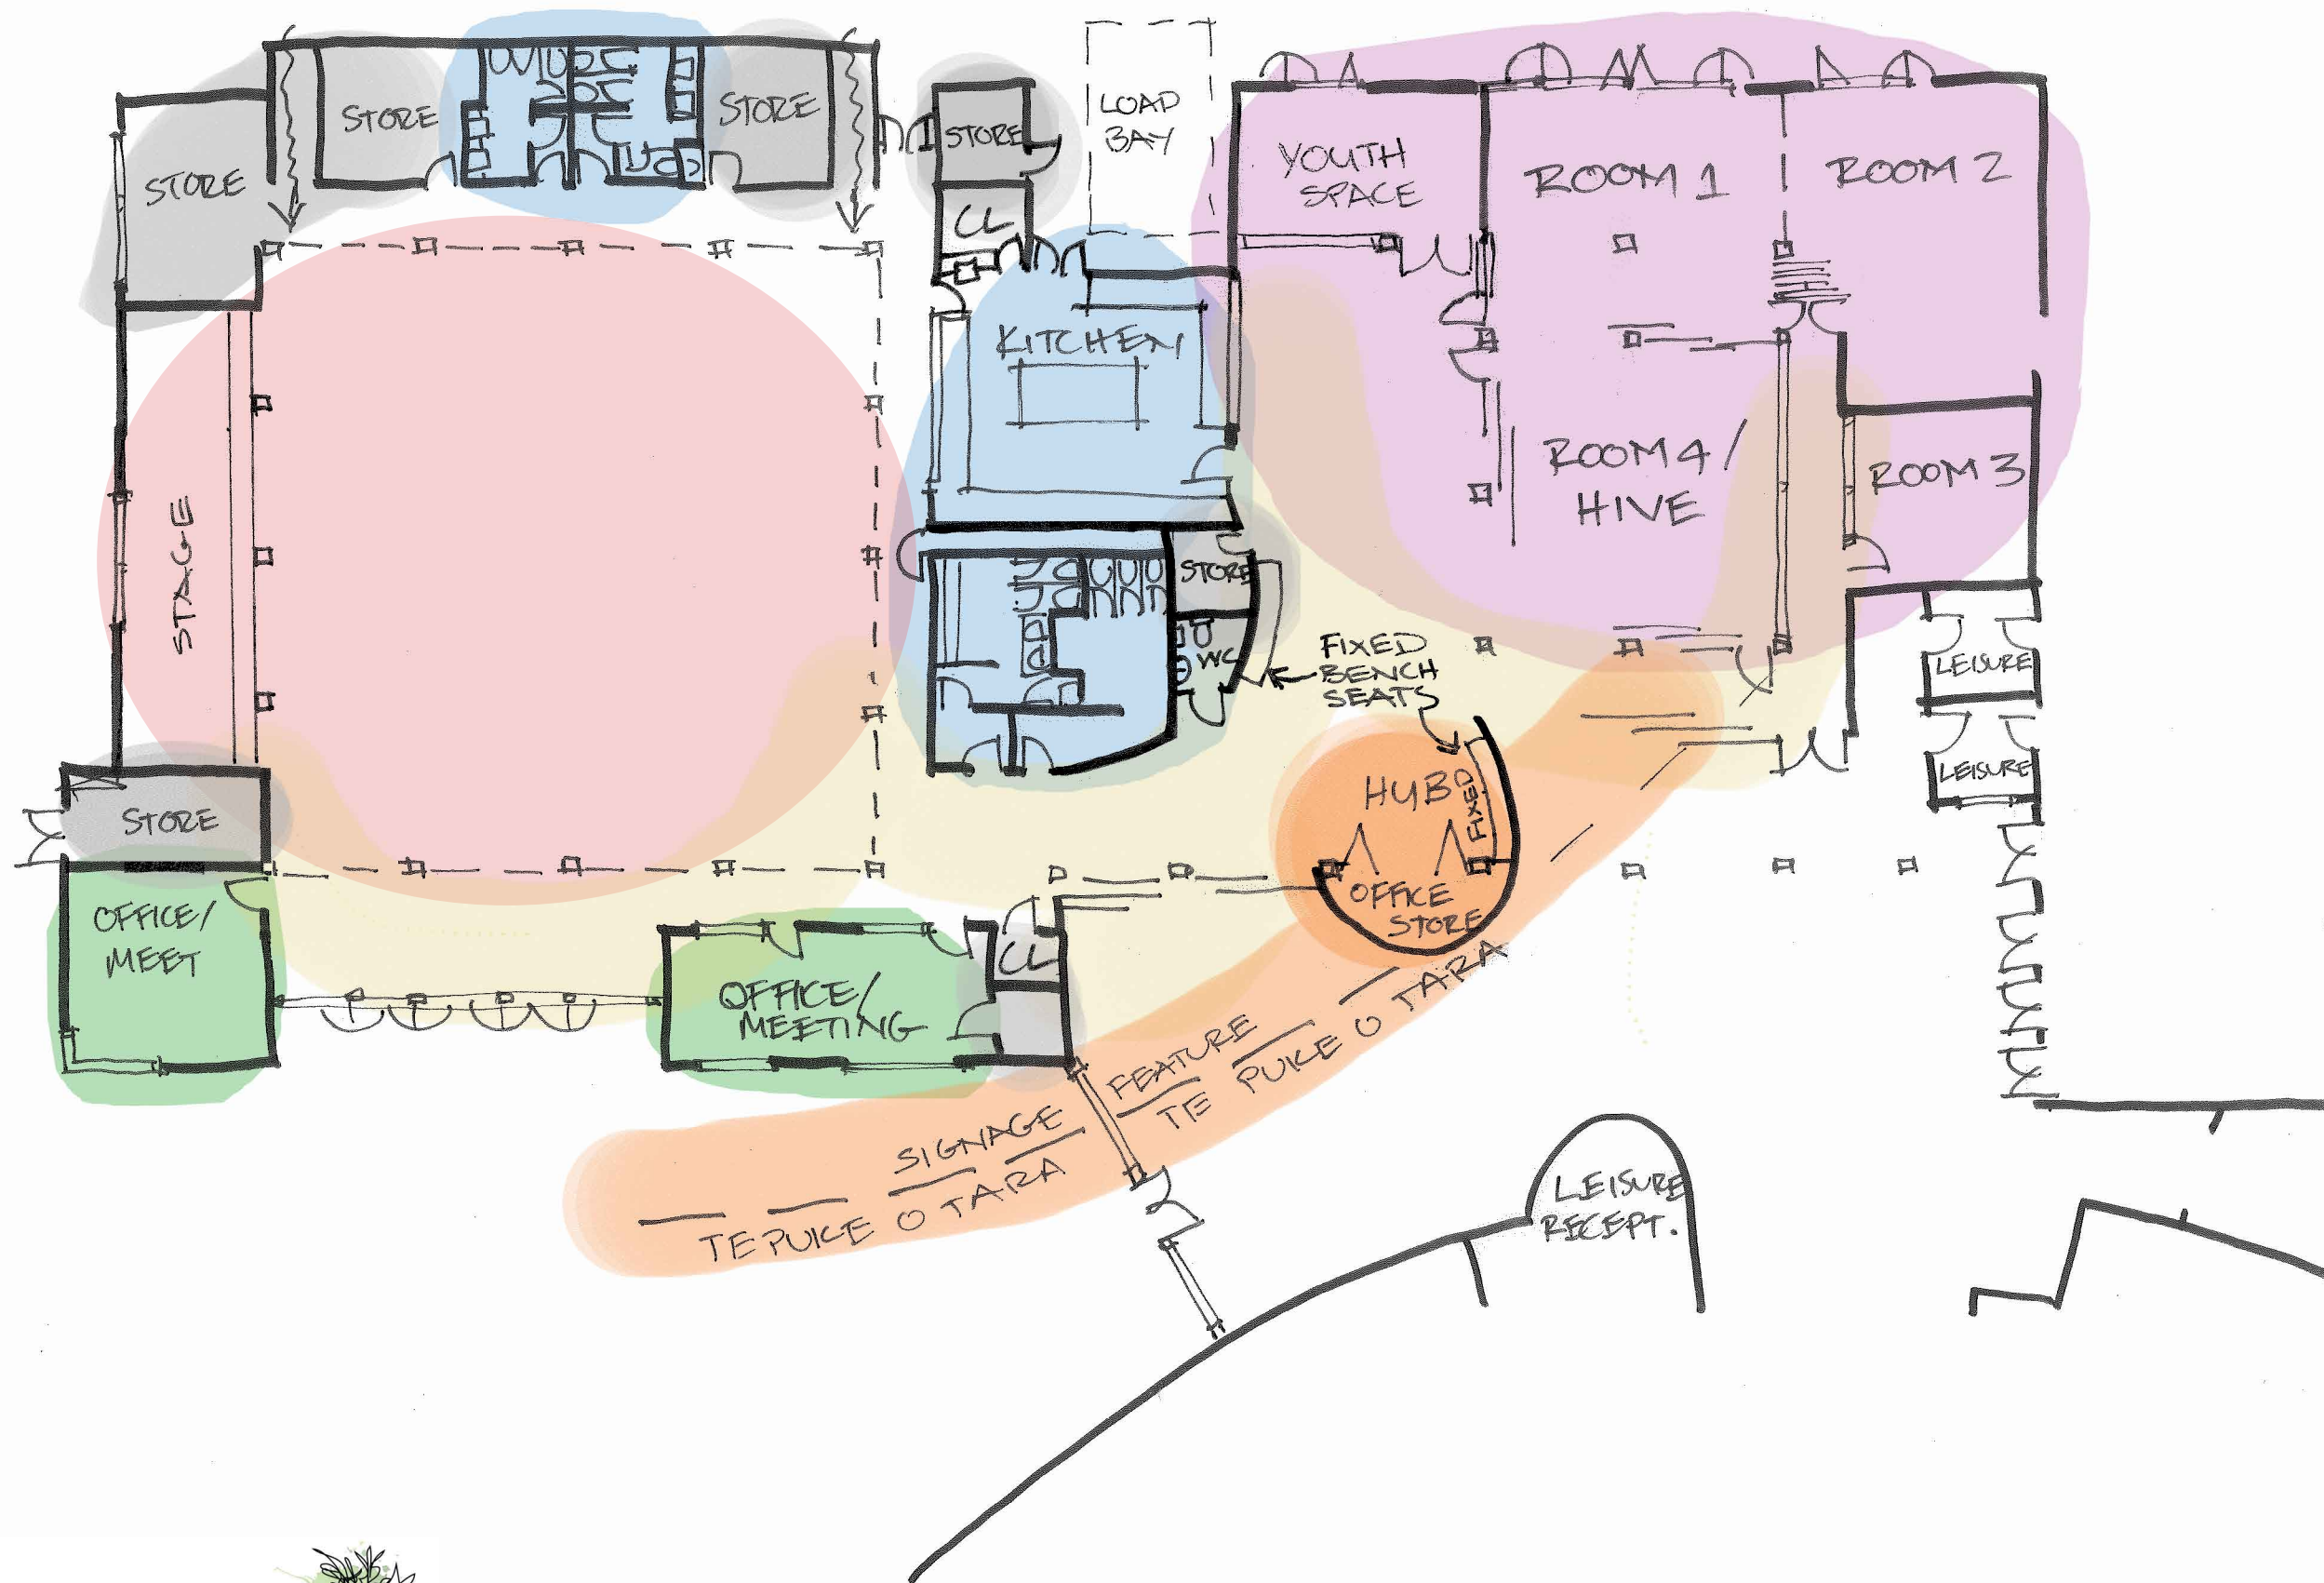 STORE
STORE
STORE
STORE
CL
LOAD
BAY
YOUTH
SPACE
ROOM 1
ROOM 2
KITCHEN
ROOM 4/
HIVE
ROOM 3
STAGE
STORE
WC
FIXED
BENCH
SEATS
LEISURE
LEISURE
HUB
FIXED
OFFICE
STORE
STORE
OFFICE/
MEET
OFFICE/
MEETING
CL
SIGNAGE FEATURE
TE PUKE O TARA
TE PUKE O TARA
LEISURE
RECEPT.